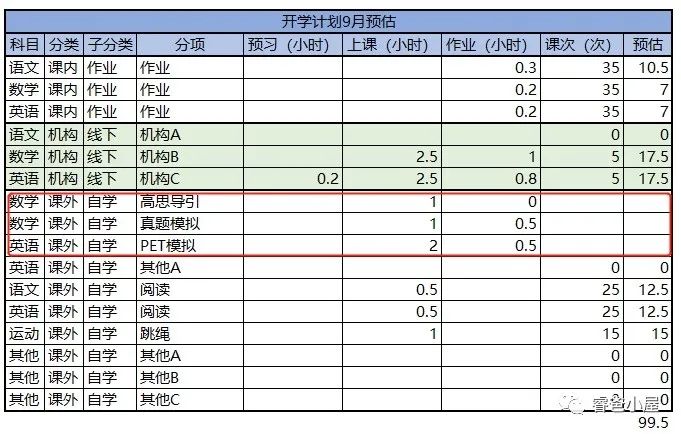 开学计划9月预估
科目 分类 子分类 分项 预习（小时） 上课（小时） 作业（小时） 课次（次） 预估
语文 课内 作业 作业 0.3 35 10.5
数学 课内 作业 作业 0.2 35 7
英语 课内 作业 作业 0.2 35 7
语文 机构 线下 机构A 0 0
数学 机构 线下 机构B 2.5 1 5 17.5
英语 机构 线下 机构C 0.2 2.5 0.8 5 17.5
数学 课外 自学 高思导引 1 0
数学 课外 自学 真题模拟 1 0.5
英语 课外 自学 PET模拟 2 0.5
英语 课外 自学 其他A 0 0
语文 课外 自学 阅读 0.5 25 12.5
英语 课外 自学 阅读 0.5 25 12.5
运动 课外 自学 跳绳 1 15 15
其他 课外 自学 其他A 0 0
其他 课外 自学 其他B 0 0
其他 课外 自学 其他C 0
睿爸小屋
99.5